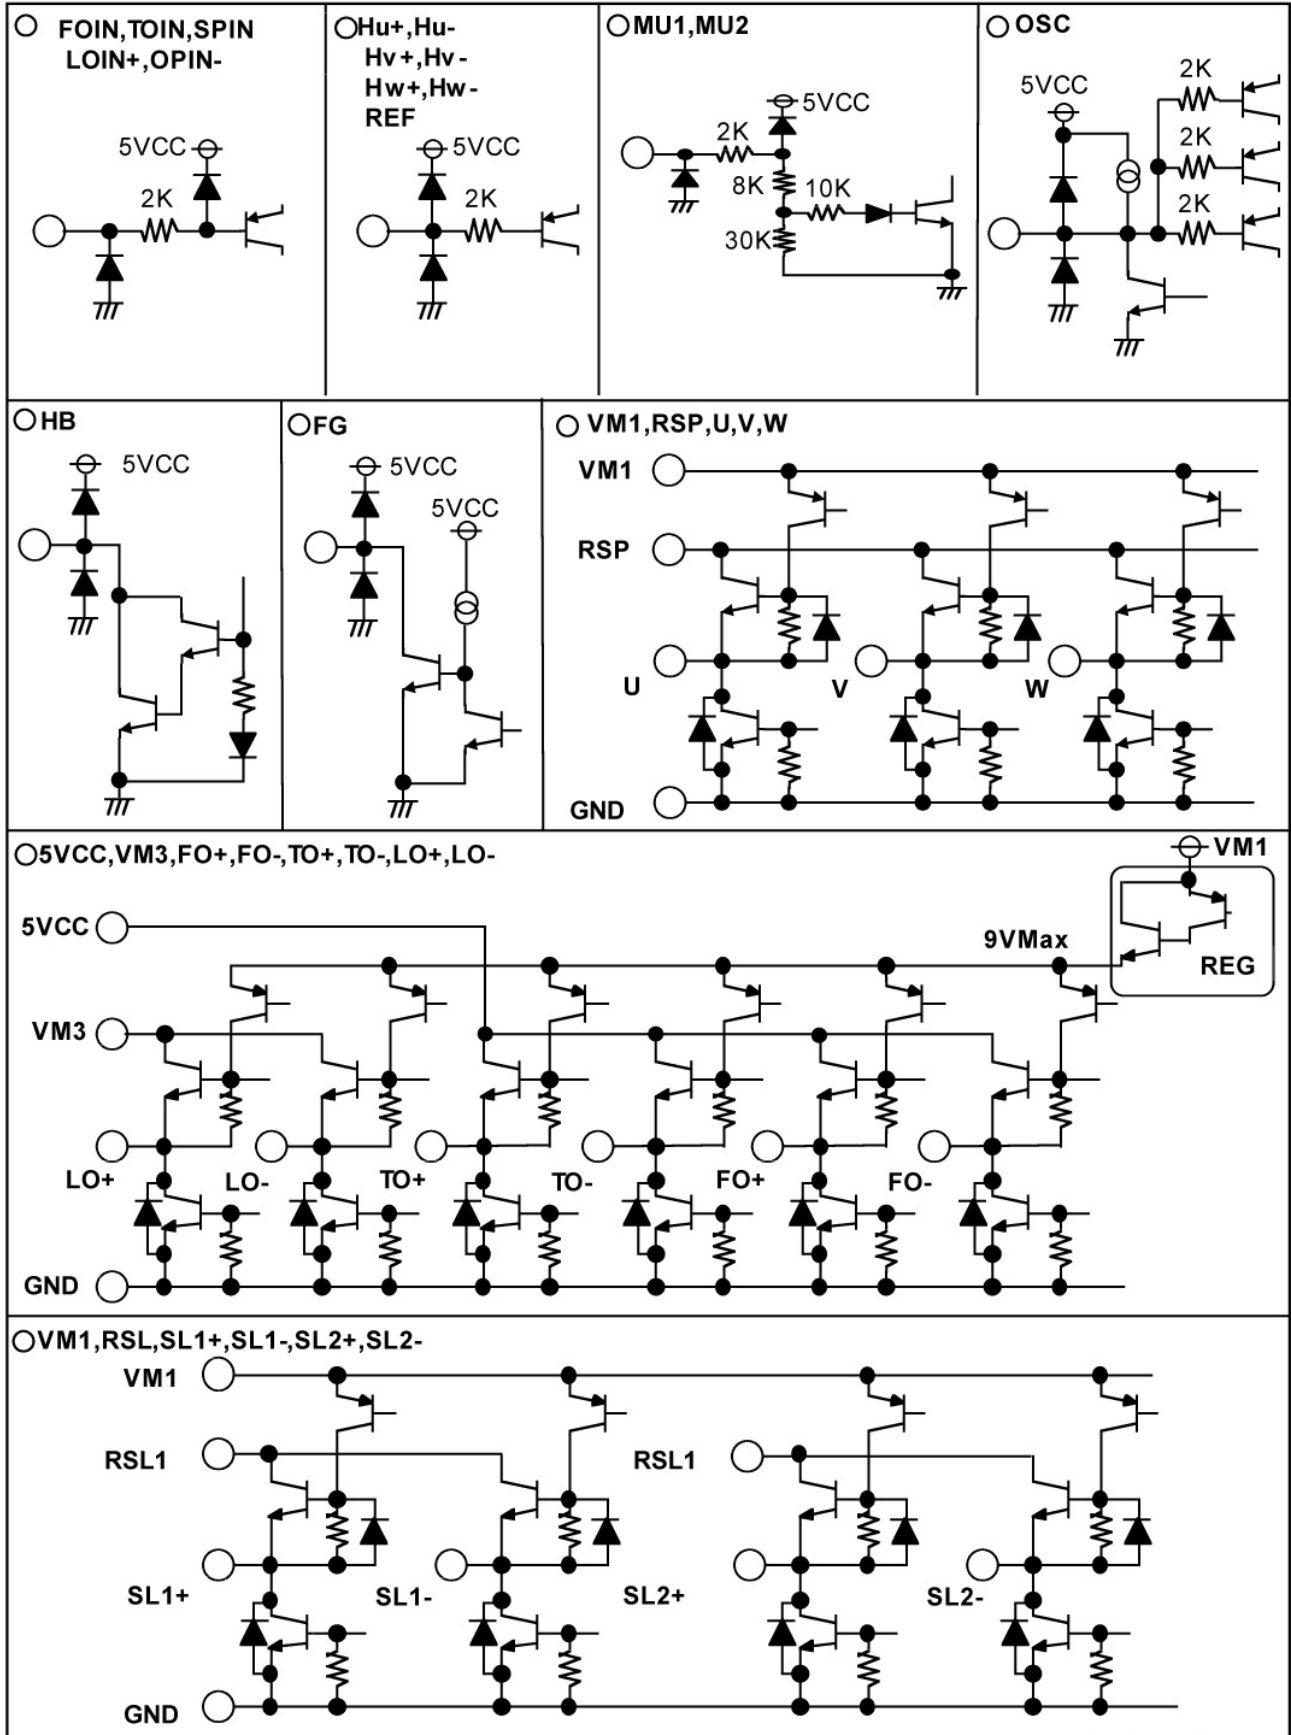 FOIN,TOIN,SPIN
LOIN+,OPIN-
5VCC
2K
Hu+,Hu-
Hv+,Hv-
Hw+,Hw-
REF
5VCC
2K
MU1,MU2
5VCC
2K
8K
10K
30K
OSC
2K
5VCC
2K
2K
HB
5VCC
FG
5VCC
5VCC
VM1,RSP,U,V,W
VM1
RSP
U
V
W
GND
5VCC,VM3,FO+,FO-,TO+,TO-,LO+,LO-
VM1
5VCC
9VMax
REG
VM3
LO+
LO-
TO+
TO-
FO+
FO-
GND
VM1,RSL,SL1+,SL1-,SL2+,SL2-
VM1
RSL1
RSL1
SL1+
SL1-
SL2+
SL2-
GND